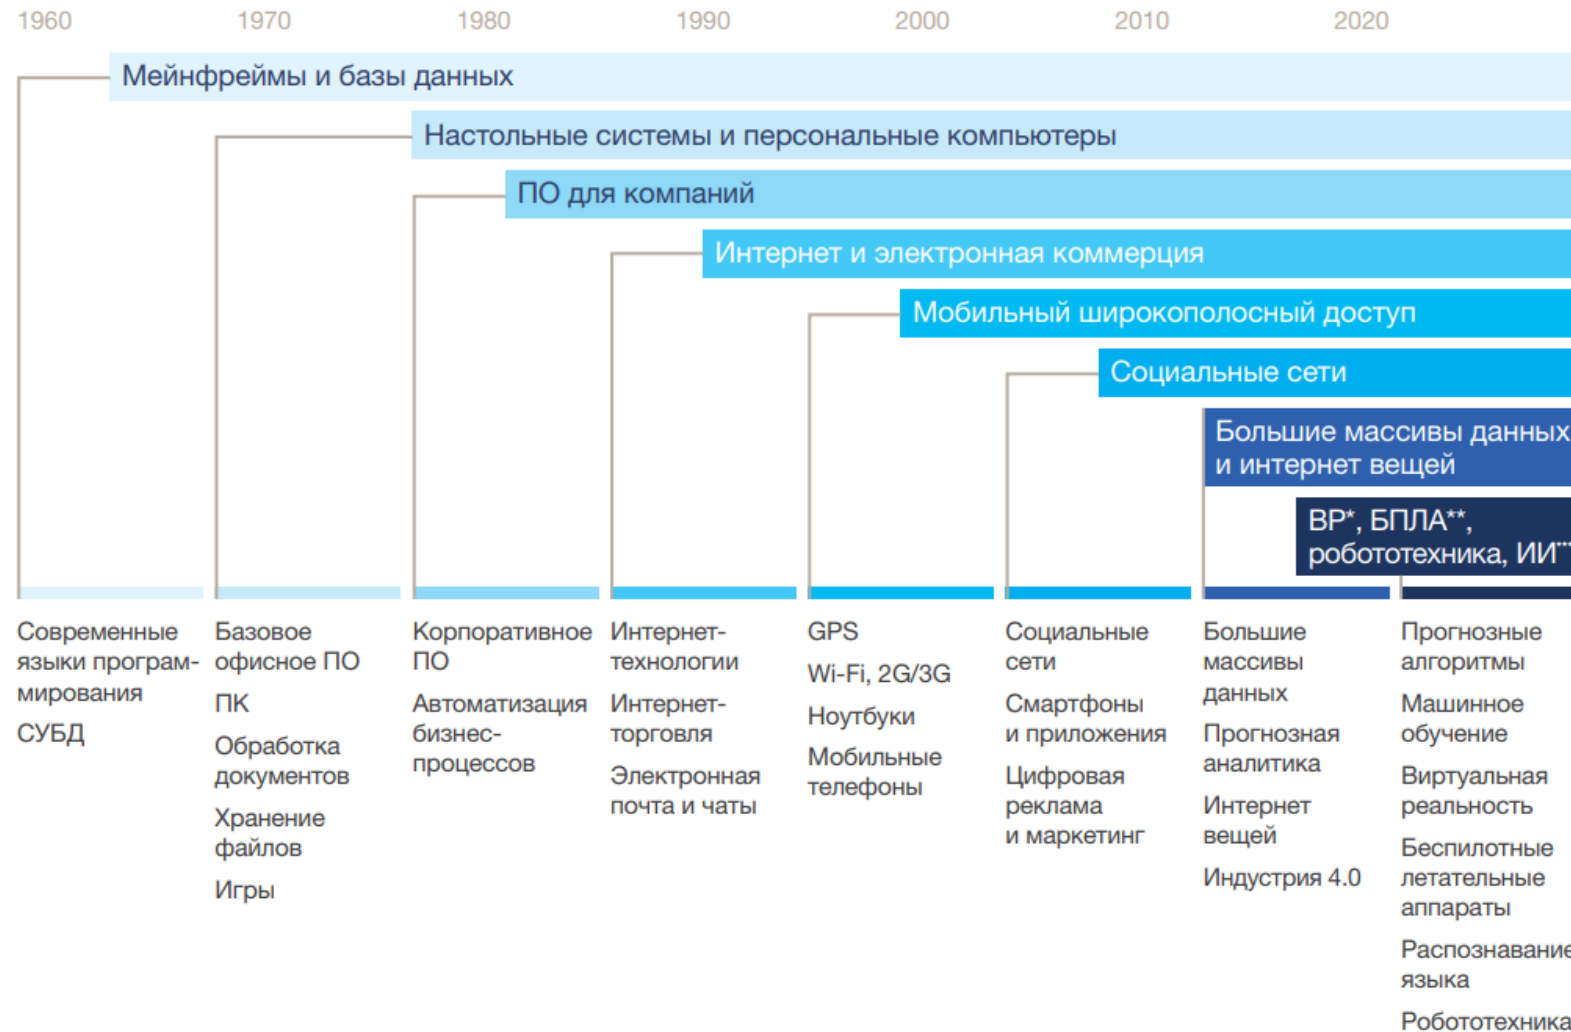 1960 1970 1980 1990 2000 2010 2020
Мейнфреймы и базы данных
Настольные системы и персональные компьютеры
ПО для компаний
Интернет и электронная коммерция
Мобильный широкополосный доступ
Социальные сети
Большие массивы данных
и интернет вещей
ВР*, БПЛА**,
робототехника, ИИ***
Современные
языки програм-
мирования
СУБД
Базовое
офисное ПО
ПК
Обработка
документов
Хранение
файлов
Игры
Корпоративное
ПО
Автоматизация
бизнес-
процессов
Интернет-
технологии
Интернет-
торговля
Электронная
почта и чаты
GPS
Wi-Fi, 2G/3G
Ноутбуки
Мобильные
телефоны
Социальные
сети
Смартфоны
и приложения
Цифровая
реклама
и маркетинг
Большие
массивы
данных
Прогнозная
аналитика
Интернет
вещей
Индустрия 4.0
Прогнозные
алгоритмы
Машинное
обучение
Виртуальная
реальность
Беспилотные
летательные
аппараты
Распознавание
языка
Робототехника